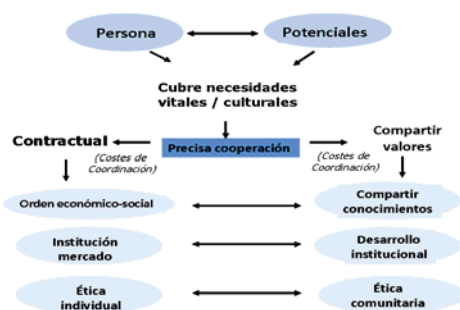 Persona
Potenciales
Cubre necesidades
vitales / culturales
Contractual
Precisa cooperación
Compartir
valores
(Costes de
Coordinación)
(Costes de
Coordinación)
Orden económico-social
Compartir
conocimientos
Institución
mercado
Desarrollo
institucional
Ética
individual
Ética
comunitaria